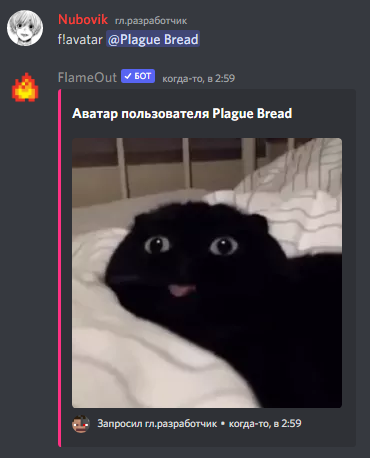 Nubovik гл.разработчик
f!avatar @Plague Bread
FlameOut ✓ БОТ когда-то, в 2:59
Аватар пользователя Plague Bread
Запросил гл.разработчик • когда-то, в 2:59